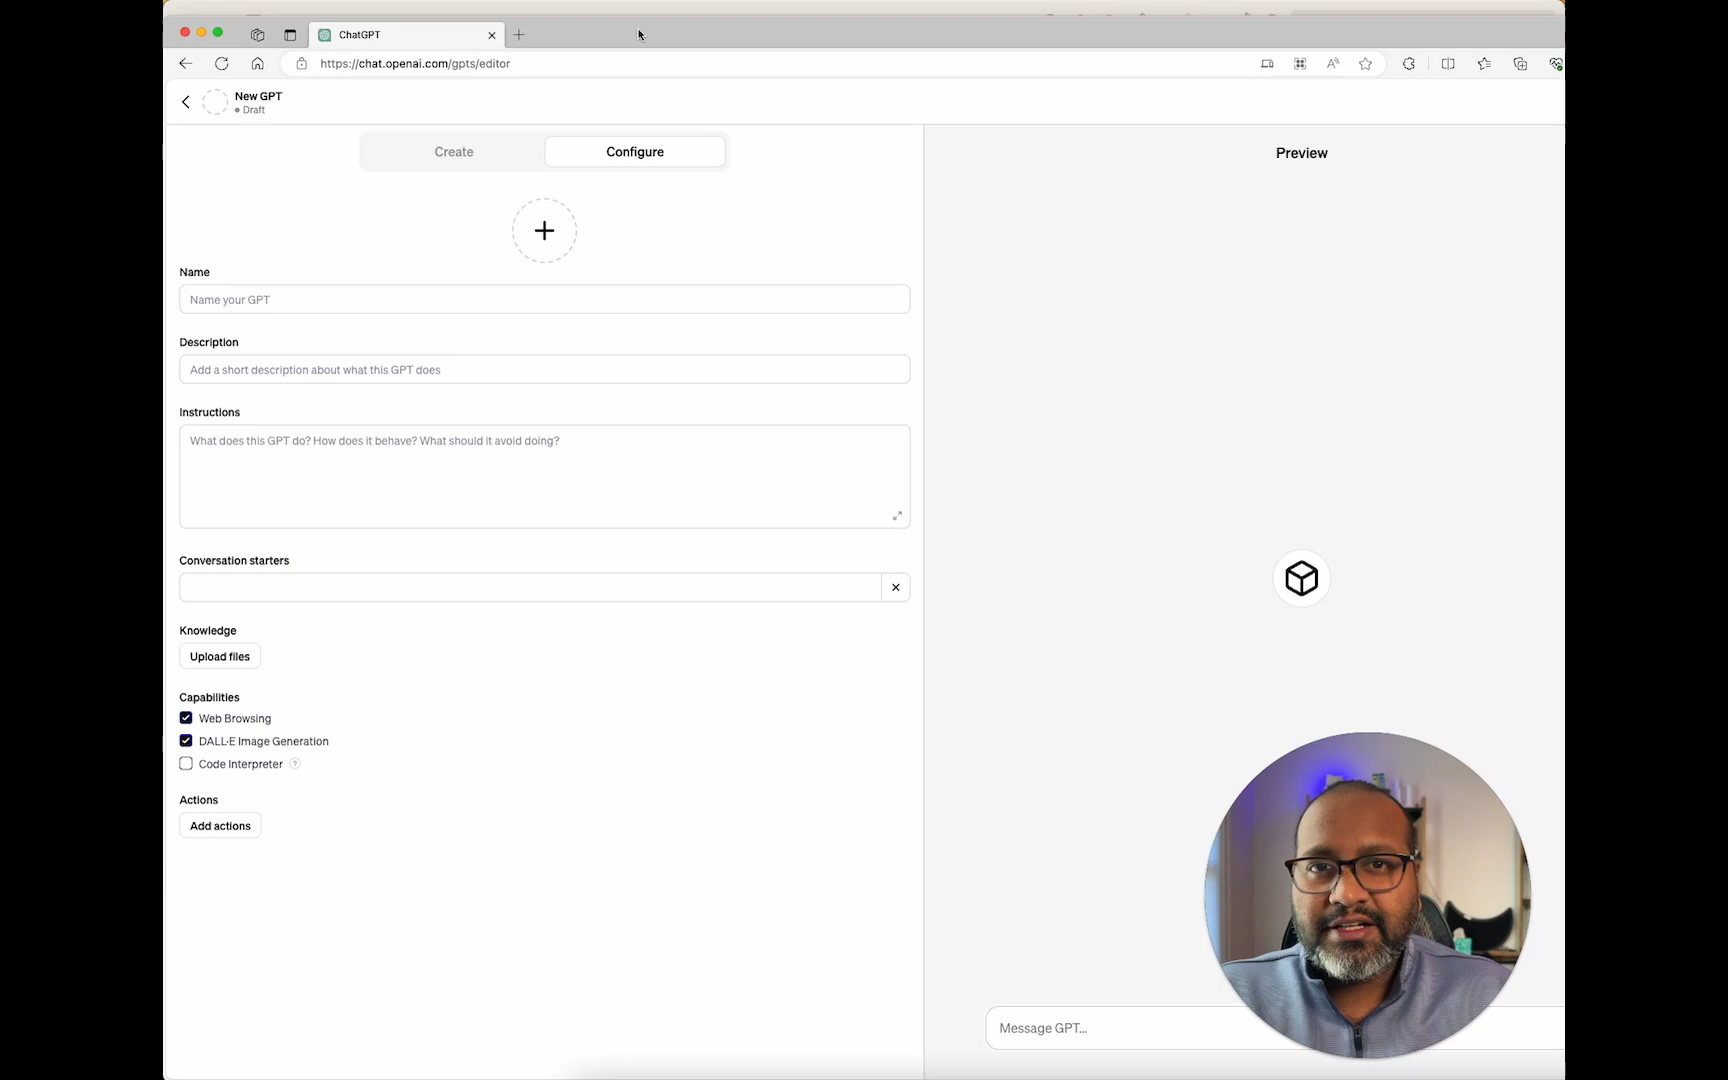 ChatGPT
https://chat.openai.com/gpts/editor
New GPT
Draft
Create
Configure
Preview
Name
Name your GPT
Description
Add a short description about what this GPT does
Instructions
What does this GPT do? How does it behave? What should it avoid doing?
Conversation starters
Knowledge
Upload files
Capabilities
Web Browsing
DALL·E Image Generation
Code Interpreter ?
Actions
Add actions
Message GPT...